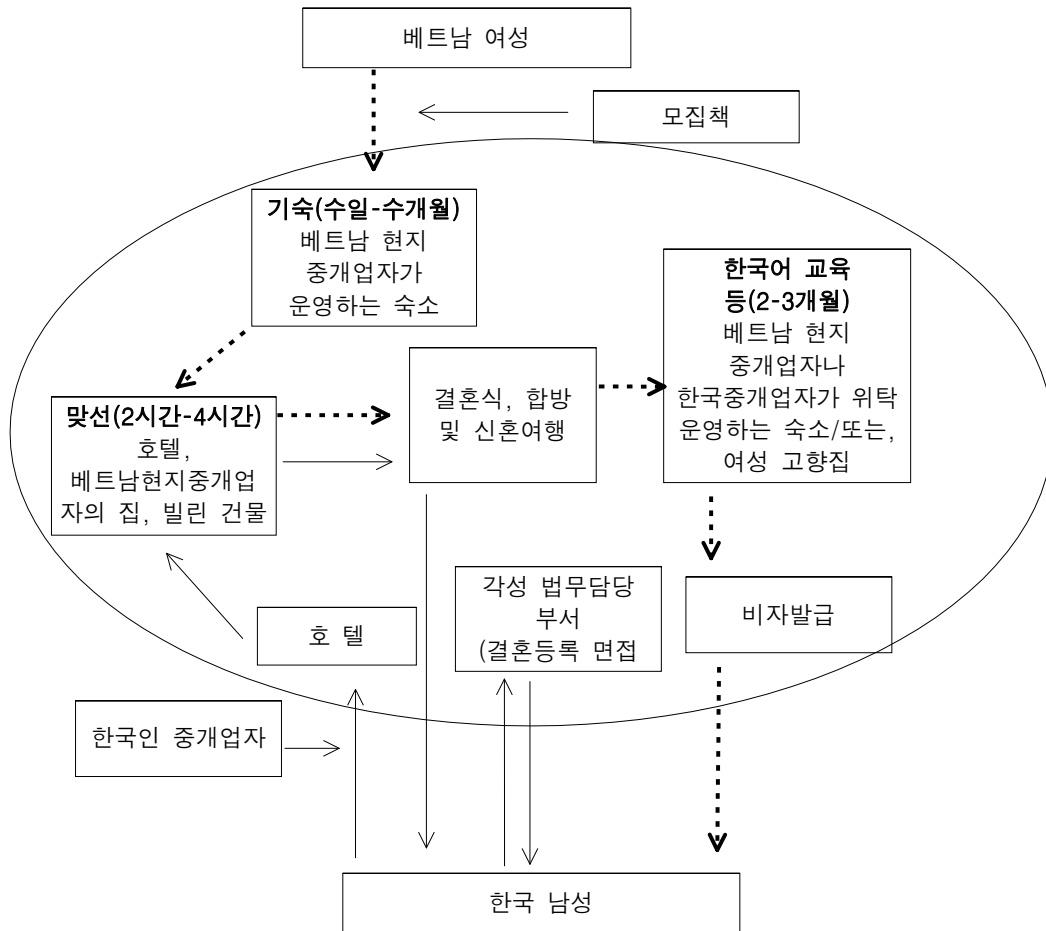 베트남 여성
모집책
기숙(수일-수개월)
베트남 현지
중개업자가
운영하는 숙소
한국어 교육
등(2-3개월)
베트남 현지
중개업자나
한국중개업자가 위탁
운영하는 숙소/또는,
여성 고향집
맞선(2시간-4시간)
호텔,
베트남현지중개업
자의 집, 빌린 건물
결혼식, 합방
및 신혼여행
각성 법무담당
부서
(결혼등록 면접
비자발급
호 텔
한국인 중개업자
한국 남성